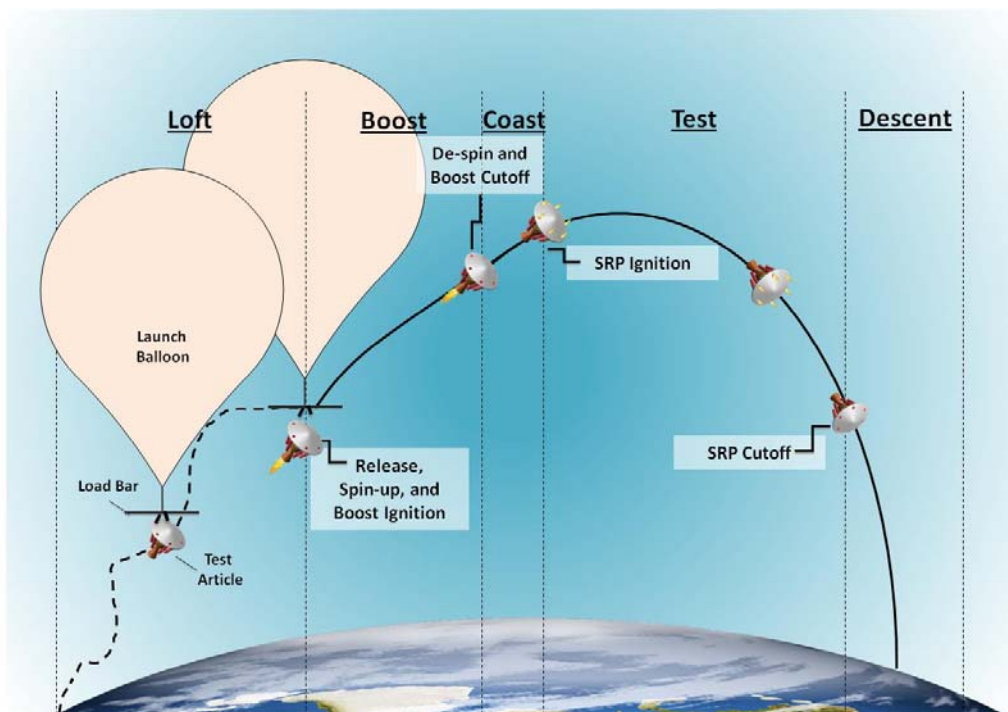 Loft
Boost
Coast
Test
Descent
De-spin and
Boost Cutoff
SRP Ignition
Launch
Balloon
SRP Cutoff
Release,
Spin-up, and
Boost Ignition
Load Bar
Test
Article